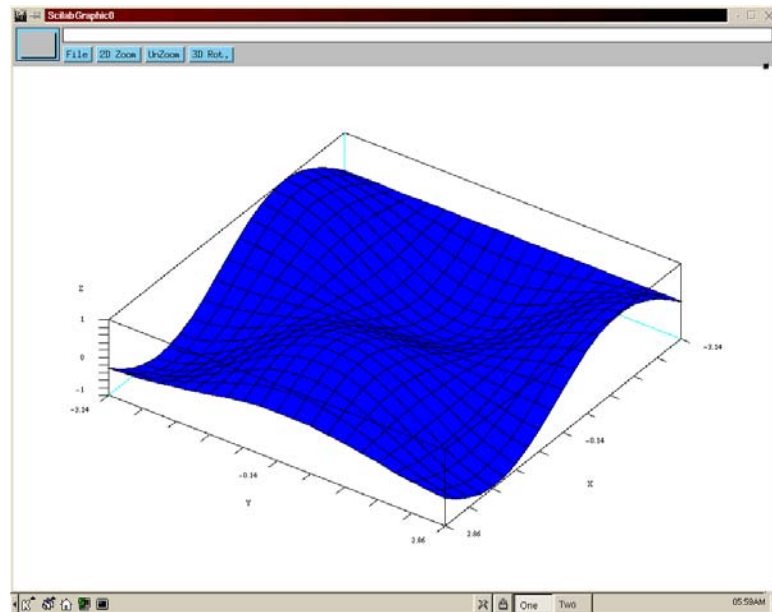 ScilabGraphic0
File 2D Zoom UnZoom 3D Rot.
Z
1
0
-1
-3.14
-0.14
Y
2.86
2.86
X
-0.14
-3.14
One Two
05:59AM